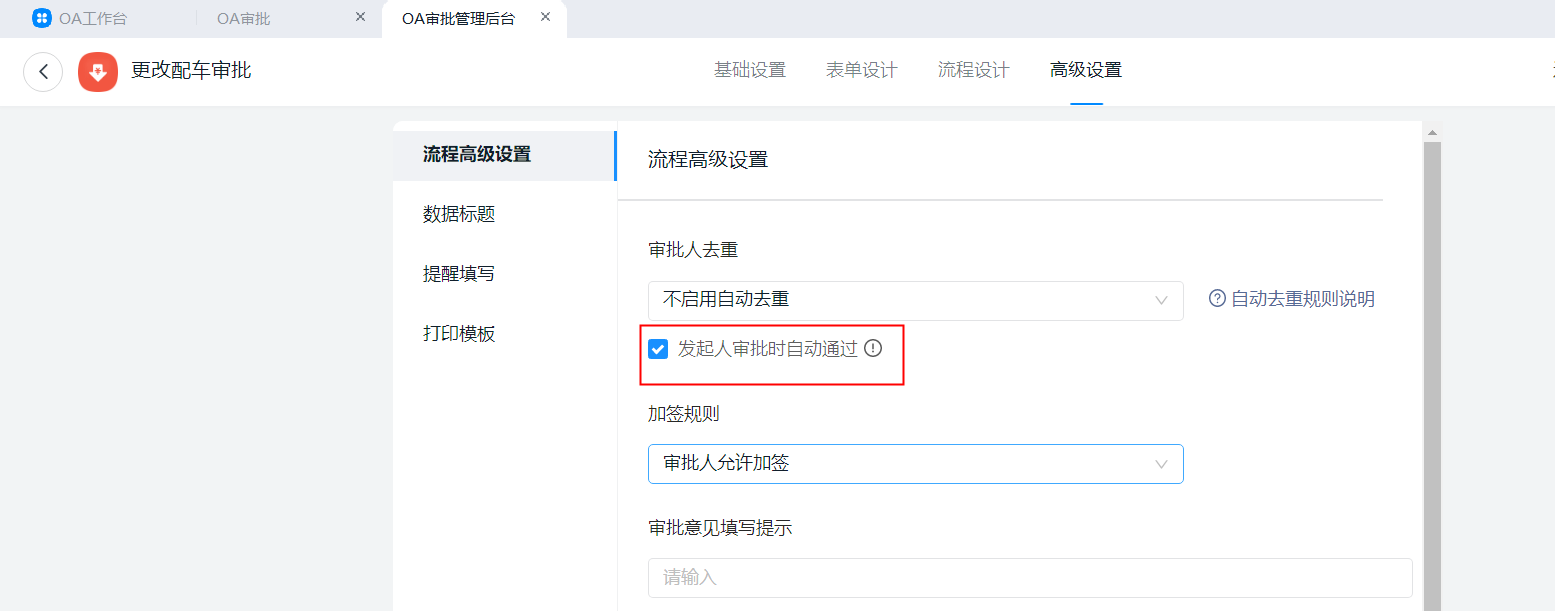 OA工作台
OA审批
OA审批管理后台
更改配车审批
基础设置
表单设计
流程设计
高级设置
流程高级设置
数据标题
提醒填写
打印模板
流程高级设置
审批人去重
不启用自动去重
自动去重规则说明
发起人审批时自动通过
加签规则
审批人允许加签
审批意见填写提示
请输入